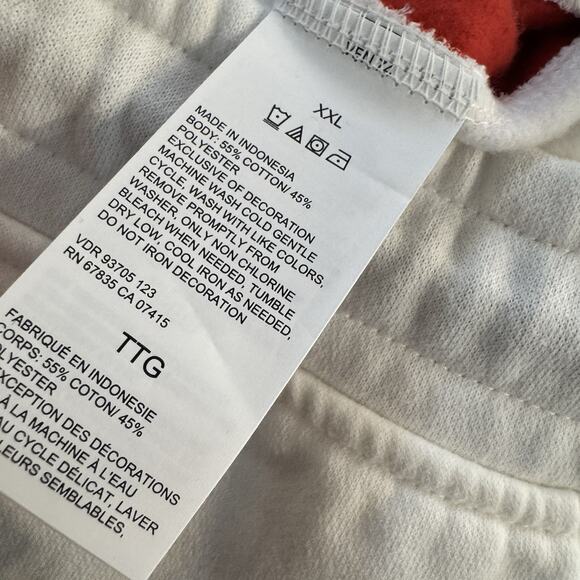 XXL
MADE IN INDONESIA
BODY: 55% COTTON/ 45%
POLYESTER
EXCLUSIVE OF DECORATION
MACHINE WASH COLD GENTLE
CYCLE, WASH WITH LIKE COLORS,
REMOVE PROMPTLY FROM
WASHER, ONLY NON CHLORINE
BLEACH WHEN NEEDED, TUMBLE
DRY LOW, COOL IRON AS NEEDED,
DO NOT IRON DECORATION
VDR 93705 123
RN 67835 CA 07415
TTG
FABRIQUÉ EN INDONESIE
CORPS: 55% COTON/ 45%
POLYESTER
EXCEPTION DES DÉCORATIONS
À LA MACHINE À L'EAU
AU CYCLE DÉLICAT, LAVER
SEMBLABLES,